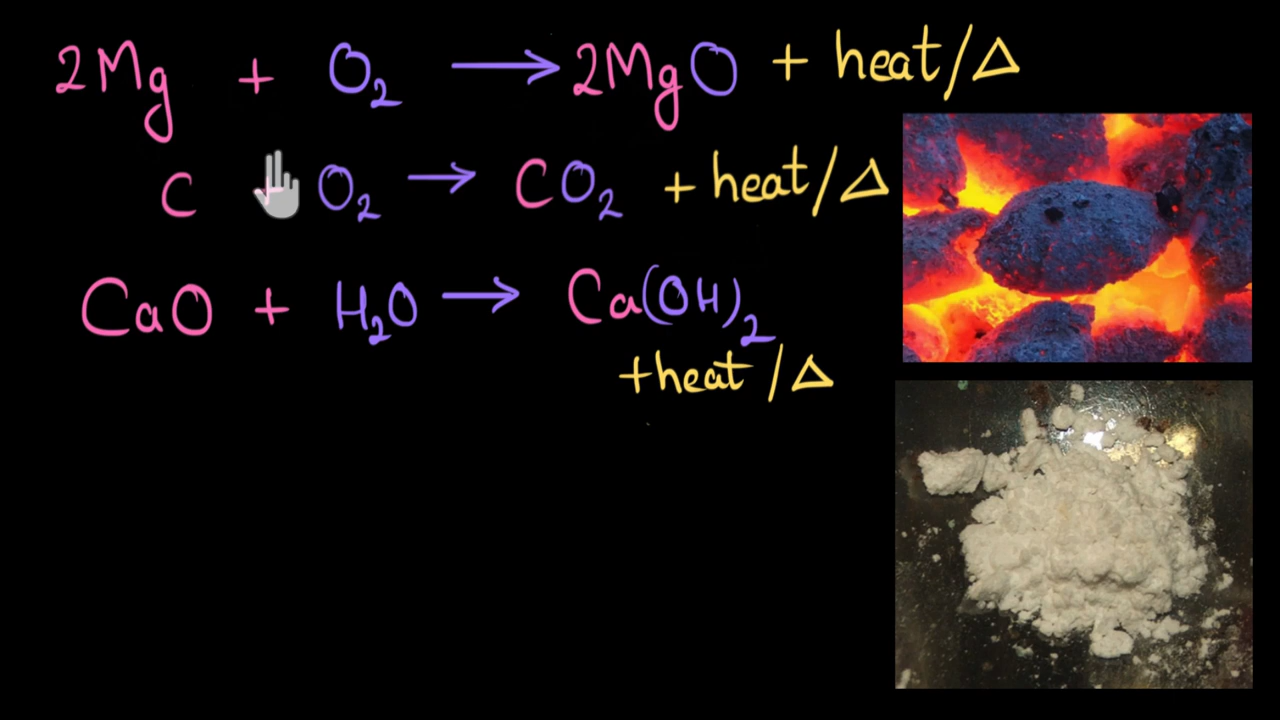 2Mg + O₂ → 2MgO + heat/Δ
C + O₂ → CO₂ + heat/Δ
CaO + H₂O → Ca(OH)₂
+heat/Δ